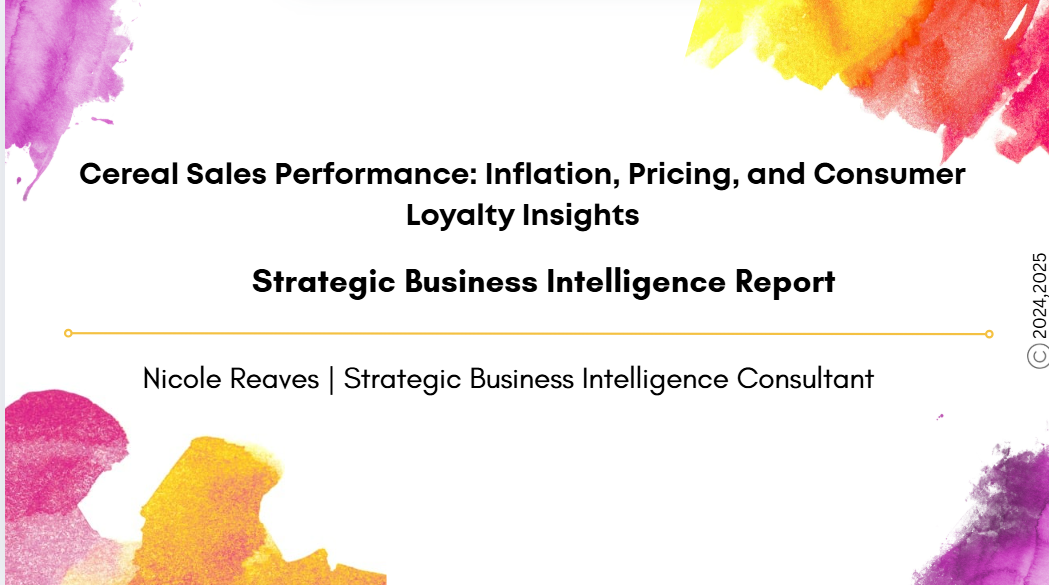 Cereal Sales Performance: Inflation, Pricing, and Consumer
Loyalty Insights
Strategic Business Intelligence Report
Nicole Reaves | Strategic Business Intelligence Consultant
© 2024,2025